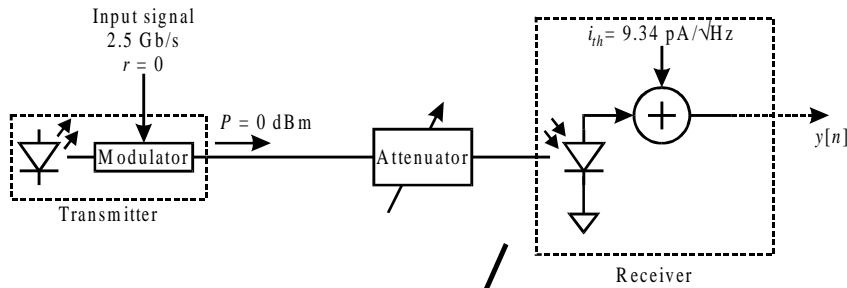 Input signal
2.5 Gb/s
r = 0
P = 0 dBm
Modulator
Transmitter
Attenuator
i_th = 9.34 pA/√Hz
+
y[n]
Receiver